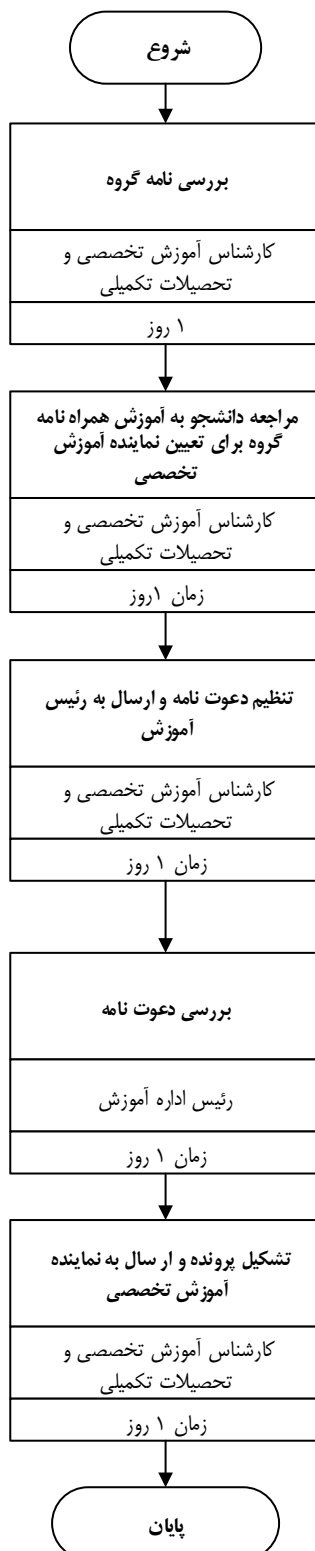 شروع
بررسی نامه گروه
کارشناس آموزش تخصصی و
تحصیلات تکمیلی
۱ روز
مراجعه دانشجو به آموزش همراه نامه
گروه برای تعیین نماینده آموزش
تخصصی
کارشناس آموزش تخصصی و
تحصیلات تکمیلی
زمان ۱روز
تنظیم دعوت نامه و ارسال به رئیس
آموزش
کارشناس آموزش تخصصی و
تحصیلات تکمیلی
زمان ۱ روز
بررسی دعوت نامه
رئیس اداره آموزش
زمان ۱ روز
تشکیل پرونده و ار سال به نماینده
آموزش تخصصی
کارشناس آموزش تخصصی و
تحصیلات تکمیلی
زمان ۱ روز
پایان